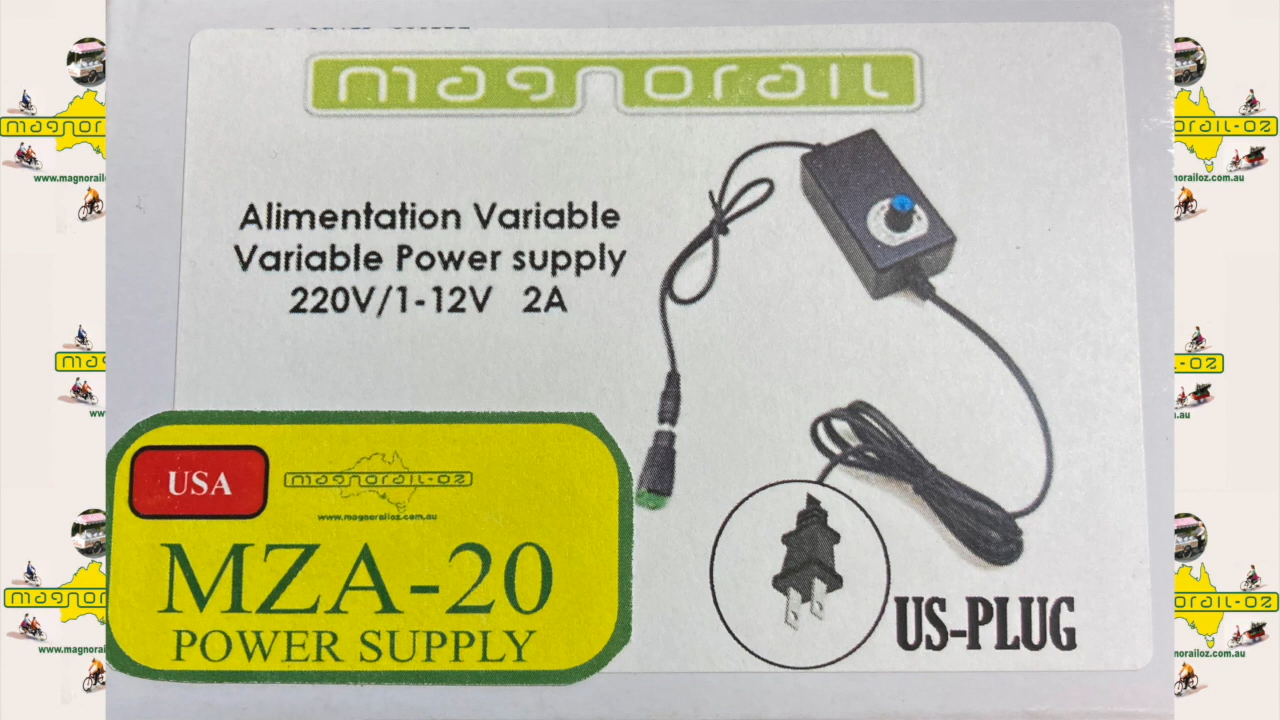 magnorail
Alimentation Variable
Variable Power supply
220V/1-12V 2A
USA
magnorail-oz
www.magnorailoz.com.au
MZA-20
POWER SUPPLY
US-PLUG